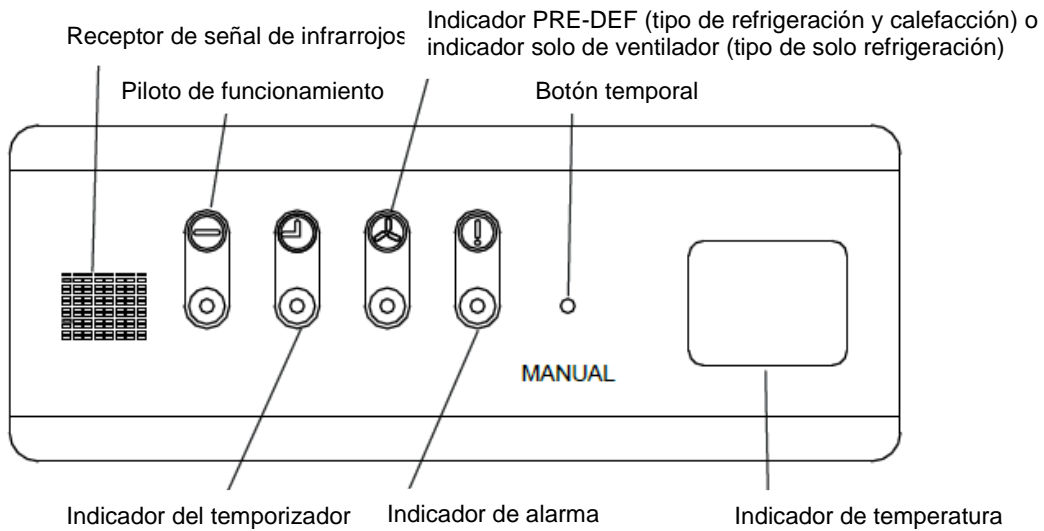 Indicador PRE-DEF (tipo de refrigeración y calefacción) o
indicador solo de ventilador (tipo de solo refrigeración)
Receptor de señal de infrarrojos
Piloto de funcionamiento
Botón temporal
MANUAL
Indicador del temporizador
Indicador de alarma
Indicador de temperatura